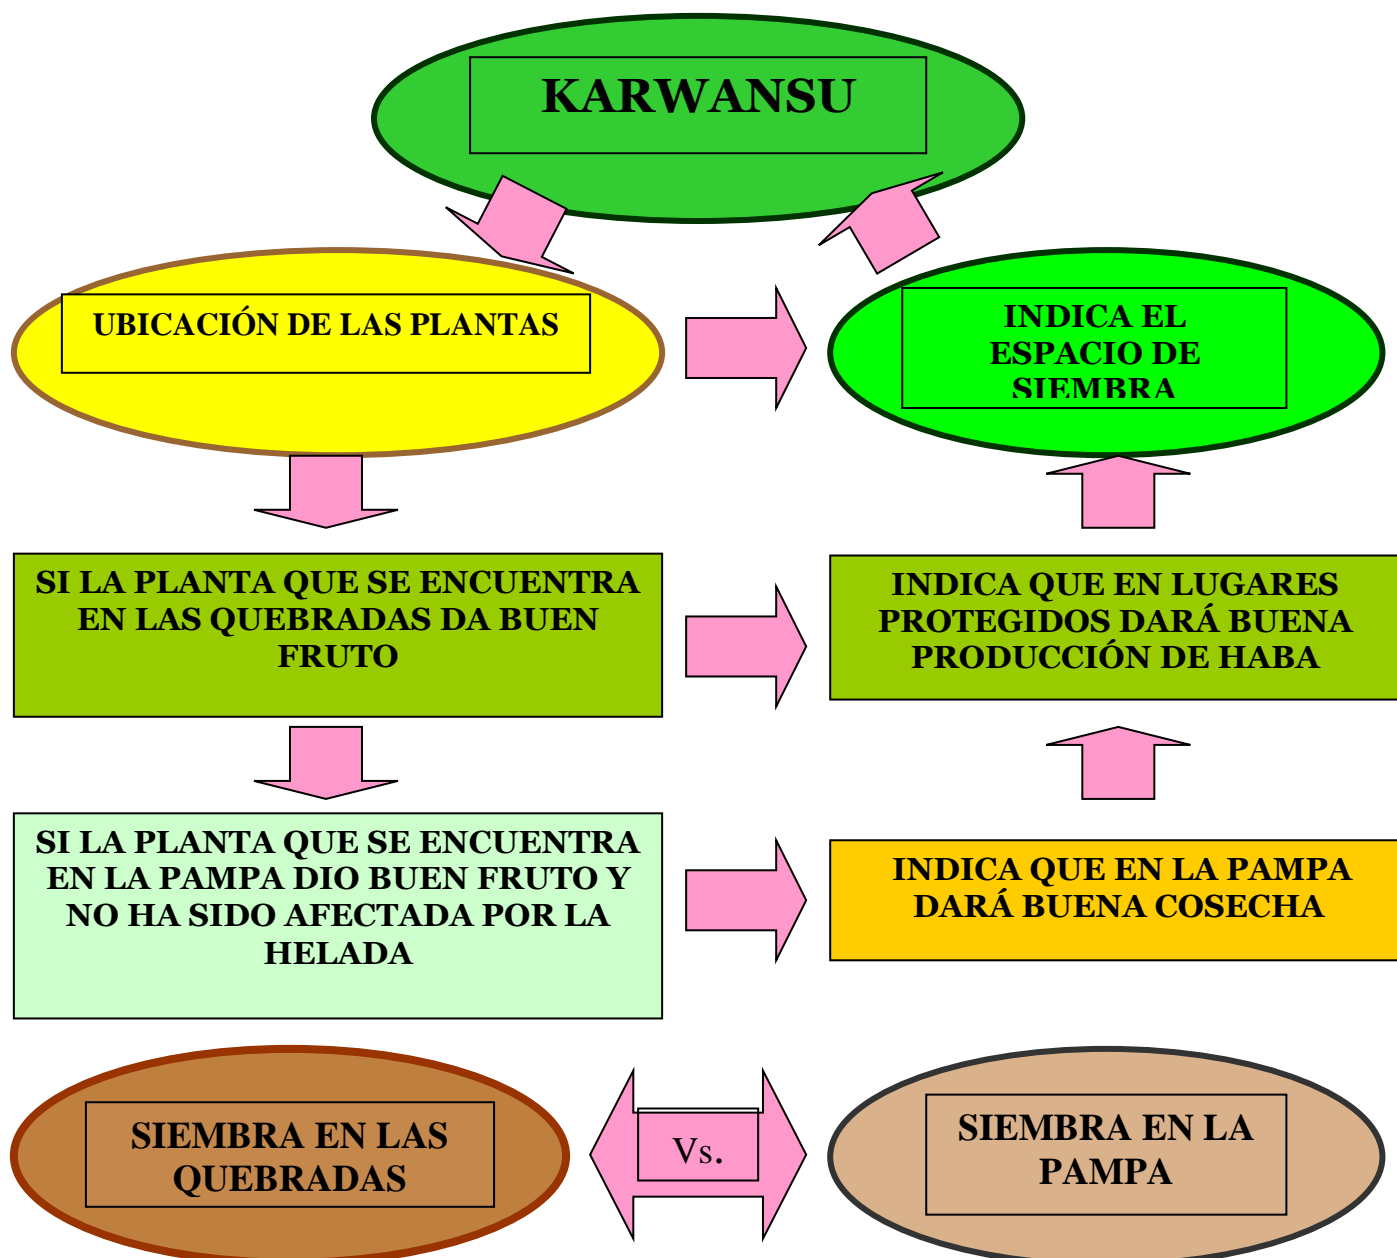 KARWANSU
UBICACIÓN DE LAS PLANTAS
INDICA EL
ESPACIO DE
SIEMBRA
SI LA PLANTA QUE SE ENCUENTRA
EN LAS QUEBRADAS DA BUEN
FRUTO
INDICA QUE EN LUGARES
PROTEGIDOS DARÁ BUENA
PRODUCCIÓN DE HABA
SI LA PLANTA QUE SE ENCUENTRA
EN LA PAMPA DIO BUEN FRUTO Y
NO HA SIDO AFECTADA POR LA
HELADA
INDICA QUE EN LA PAMPA
DARÁ BUENA COSECHA
SIEMBRA EN LAS
QUEBRADAS
Vs.
SIEMBRA EN LA
PAMPA